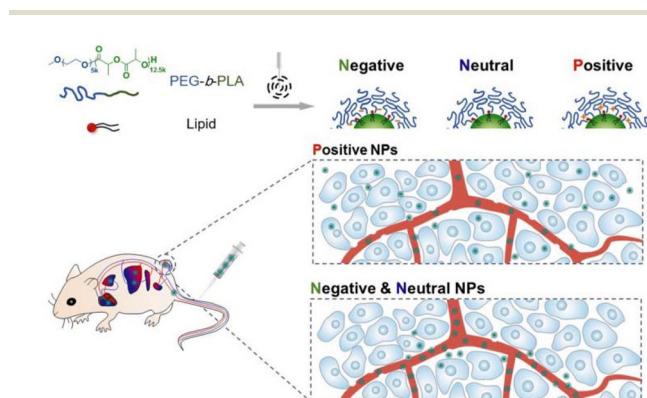 O O O H
O 5k O 12.5k
PEG-b-PLA
Lipid
Negative Neutral Positive
Positive NPs
Negative & Neutral NPs